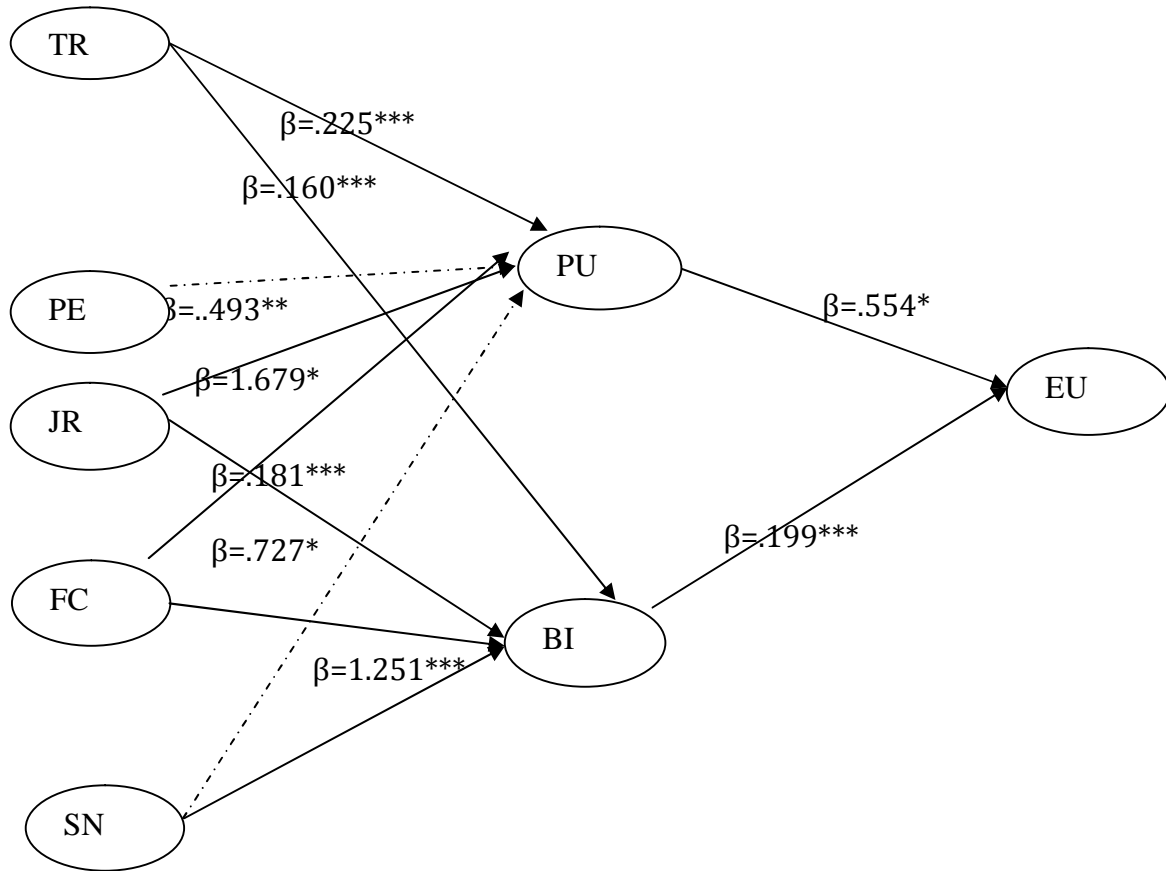 TR
β=.225***
β=.160***
PU
PE
β=..493**
β=.554*
β=1.679*
EU
JR
β=.181***
β=.199***
β=.727*
FC
BI
β=1.251***
SN